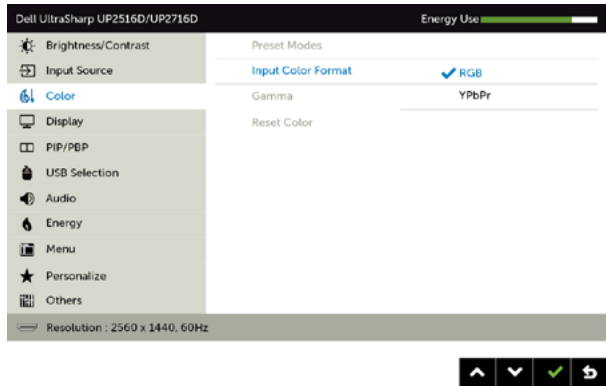 Dell UltraSharp UP2516D/UP2716D Energy Use
Brightness/Contrast Preset Modes
Input Source Input Color Format RGB
Color Gamma YPbPr
Display Reset Color
PIP/PBP
USB Selection
Audio
Energy
Menu
Personalize
Others
Resolution : 2560 x 1440, 60Hz